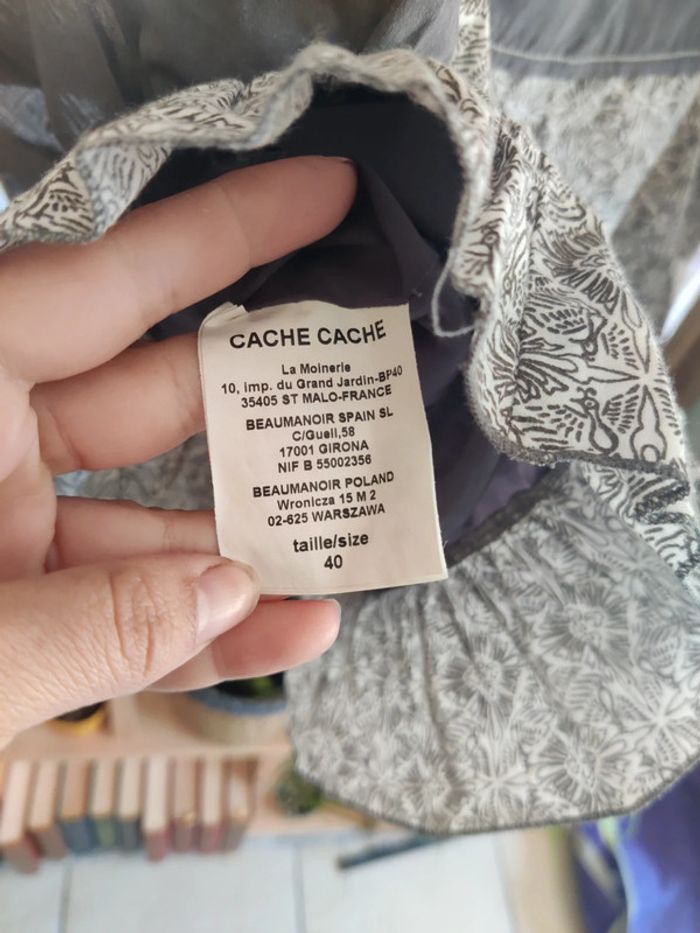 CACHE CACHE
La Moinerie
10, imp. du Grand Jardin-BP40
35405 ST MALO-FRANCE
BEAUMANOIR SPAIN SL
C/Guell,58
17001 GIRONA
NIF B 55002356
BEAUMANOIR POLAND
Wronicza 15 M 2
02-625 WARSZAWA
taille/size
40